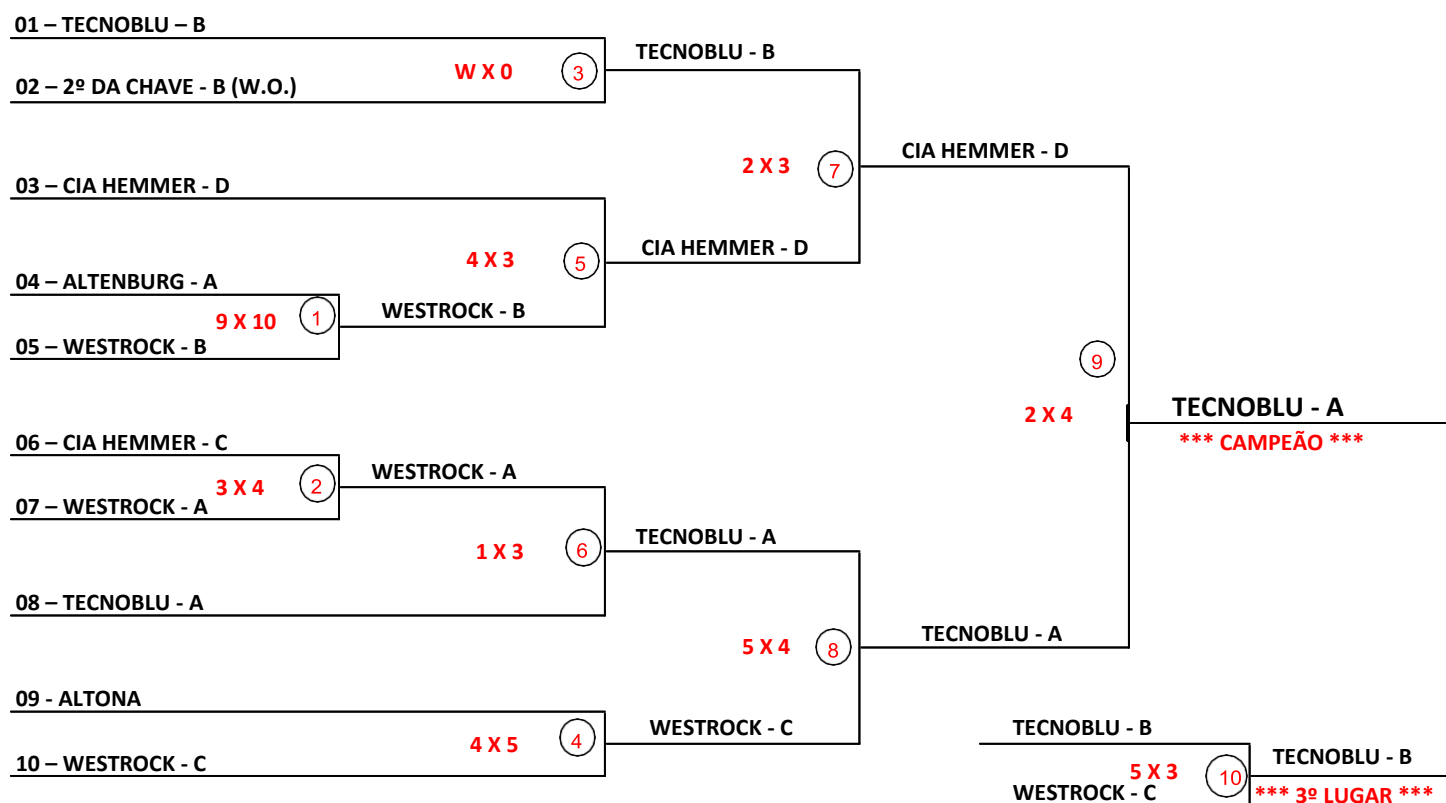 01 – TECNOBLU – B
TECNOBLU - B
W X 0
3
02 – 2º DA CHAVE - B (W.O.)
CIA HEMMER - D
2 X 3
7
03 – CIA HEMMER - D
CIA HEMMER - D
4 X 3
5
04 – ALTENBURG - A
WESTROCK - B
9 X 10
1
05 – WESTROCK - B
9
2 X 4
TECNOBLU - A
*** CAMPEÃO ***
06 – CIA HEMMER - C
WESTROCK - A
3 X 4
2
07 – WESTROCK - A
TECNOBLU - A
1 X 3
6
08 – TECNOBLU - A
TECNOBLU - A
5 X 4
8
09 - ALTONA
WESTROCK - C
4 X 5
4
10 – WESTROCK - C
TECNOBLU - B
TECNOBLU - B
5 X 3
10
WESTROCK - C
*** 3º LUGAR ***